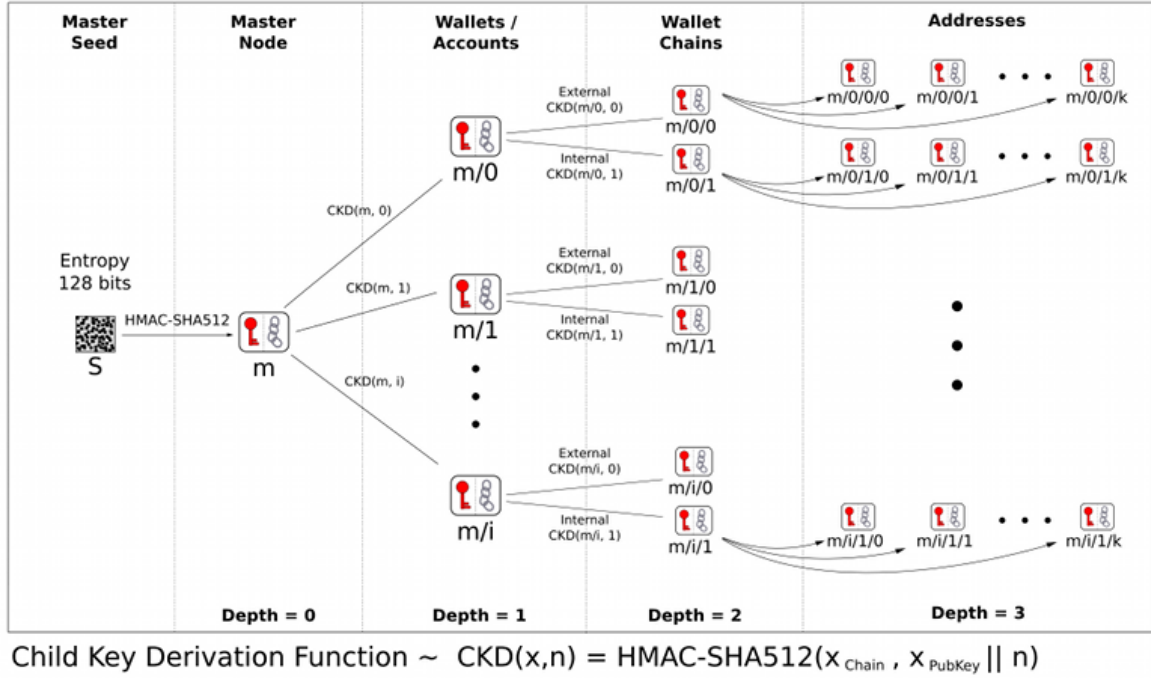 Master
Seed
Master
Node
Wallets /
Accounts
Wallet
Chains
Addresses
Entropy
128 bits
S
HMAC-SHA512
m
CKD(m, 0)
CKD(m, 1)
CKD(m, i)
m/0
m/1
m/i
External
CKD(m/0, 0)
Internal
CKD(m/0, 1)
External
CKD(m/1, 0)
Internal
CKD(m/1, 1)
External
CKD(m/i, 0)
Internal
CKD(m/i, 1)
m/0/0
m/0/1
m/1/0
m/1/1
m/i/0
m/i/1
m/0/0/0 m/0/0/1 m/0/0/k
m/0/1/0 m/0/1/1 m/0/1/k
m/i/1/0 m/i/1/1 m/i/1/k
Depth = 0 Depth = 1 Depth = 2 Depth = 3
Child Key Derivation Function ~ CKD(x,n) = HMAC-SHA512(x Chain , x PubKey || n)